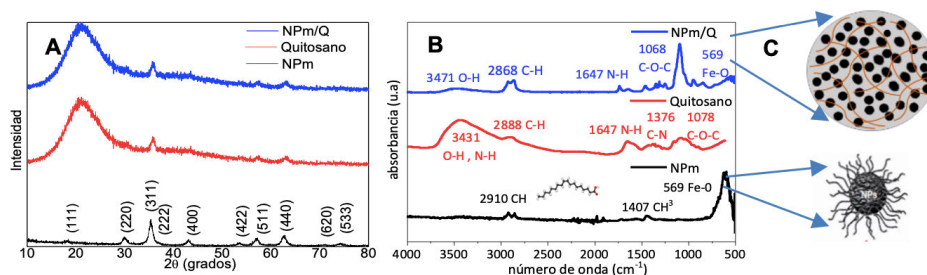 A
NPm/Q
Quitosano
NPm
Intensidad
(111)
(220)
(311)
(222)
(400)
(422)
(511)
(440)
(620)
(533)
10 20 30 40 50 60 70 80
2θ (grados)
B
NPm/Q
3471 O-H
2868 C-H
1647 N-H
1068
C-O-C
569
Fe-O
Quitosano
3431
O-H , N-H
2888 C-H
1647 N-H
1376
C-N
1078
C-O-C
NPm
2910 CH
1407 CH³
569 Fe-0
absorbancia (u.a)
4000 3500 3000 2500 2000 1500 1000 500
número de onda (cm⁻¹)
C